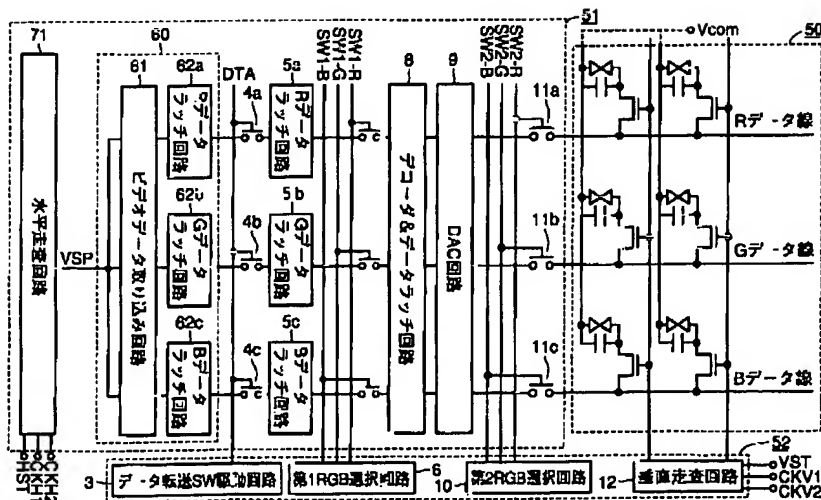 71
水平走査回路
HST
CKH1
CKH2
VSP
60
61
ビデオデータ取り込み回路
62a
Rデータラッチ回路
62b
Gデータラッチ回路
62c
Bデータラッチ回路
DTA
4a
4b
4c
5a
Rデータラッチ回路
5b
Gデータラッチ回路
5c
Bデータラッチ回路
SW1-B
SW1-G
SW1-R
8
デコーダ&データラッチ回路
9
DAC回路
SW2-B
SW2-G
SW2-R
11a
11b
11c
51
Vcom
50
Rデータ線
Gデータ線
Bデータ線
3
データ転送SW駆動回路
第1RGB選択回路
6
10
第2RGB選択回路
12
垂直走査回路
52
VST
CKV1
CKV2